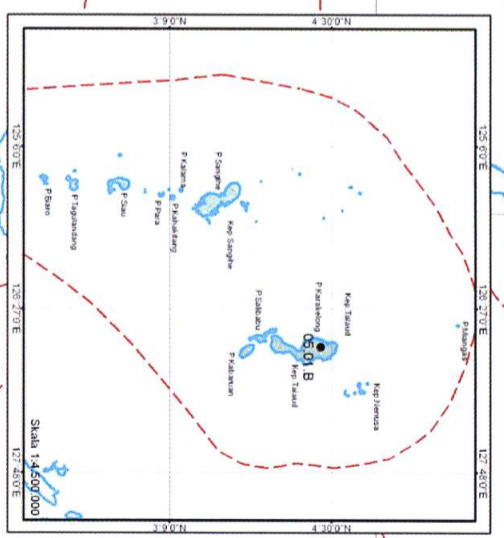 4 30'0"N
3 9'0"N
125 6'0"E
126 27'0"E
127 48'0"E
P Miangas
Kep Nenusa
Kep Talaud
P Karakelong
05.01.B
Kep Talaud
P Salibabu
P Kabaruan
P Sangihe
Kep Sangihe
P Kalama
P Kahakitang
P Para
P Siau
P Tagulandang
P Biaro
Skala 1:4.500.000
125 6'0"E
126 27'0"E
127 48'0"E
4 30'0"N
3 9'0"N